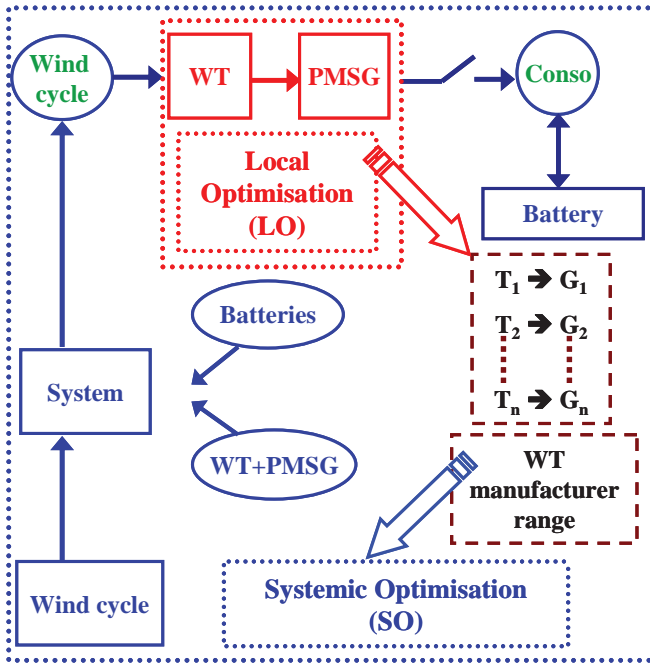 Wind
cycle
WT
PMSG
Conso
Local
Optimisation
(LO)
Battery
T1 ➔ G1
T2 ➔ G2
Tn ➔ Gn
Batteries
System
WT+PMSG
WT
manufacturer
range
Wind cycle
Systemic Optimisation
(SO)